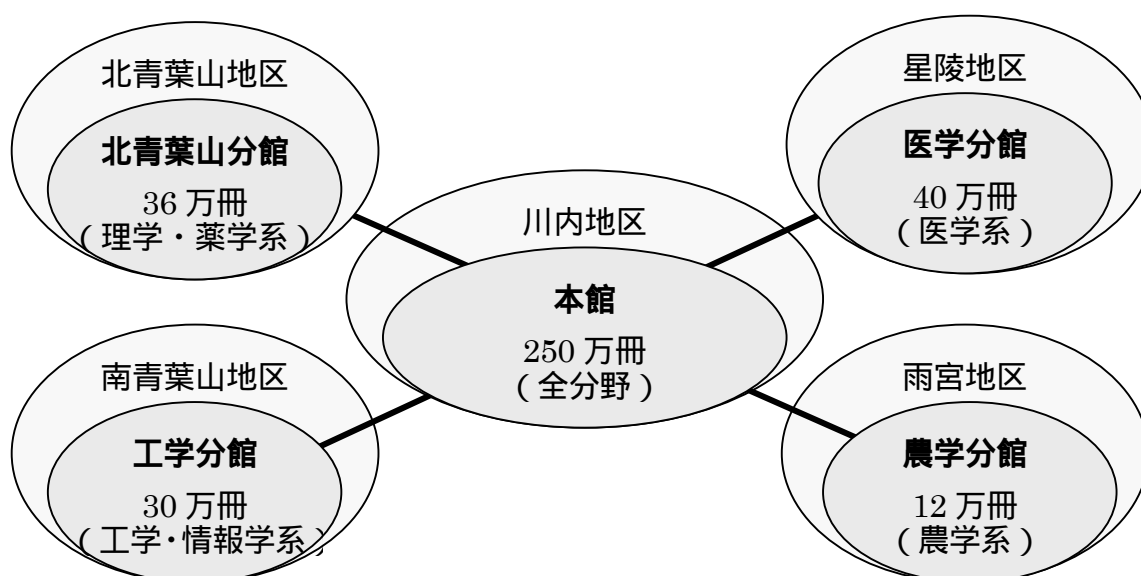 北青葉山地区
北青葉山分館
36 万冊
(理学・薬学系)
星陵地区
医学分館
40 万冊
(医学系)
川内地区
本館
250 万冊
(全分野)
南青葉山地区
工学分館
30 万冊
(工学・情報学系)
雨宮地区
農学分館
12 万冊
(農学系)